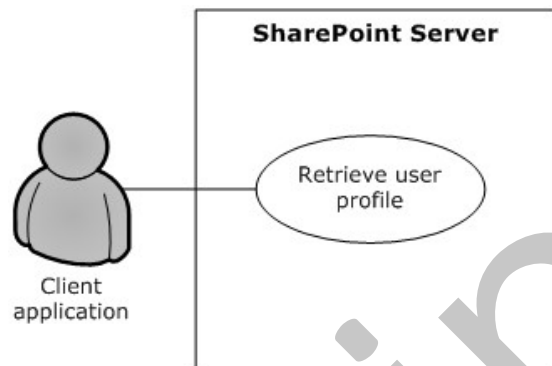 SharePoint Server
Retrieve user
profile
Client
application